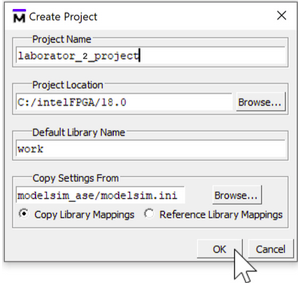 Create Project
Project Name
laborator_2_project
Project Location
C:/intelFPGA/18.0
Browse...
Default Library Name
work
Copy Settings From
modelsim_ase/modelsim.ini
Browse...
Copy Library Mappings
Reference Library Mappings
OK
Cancel